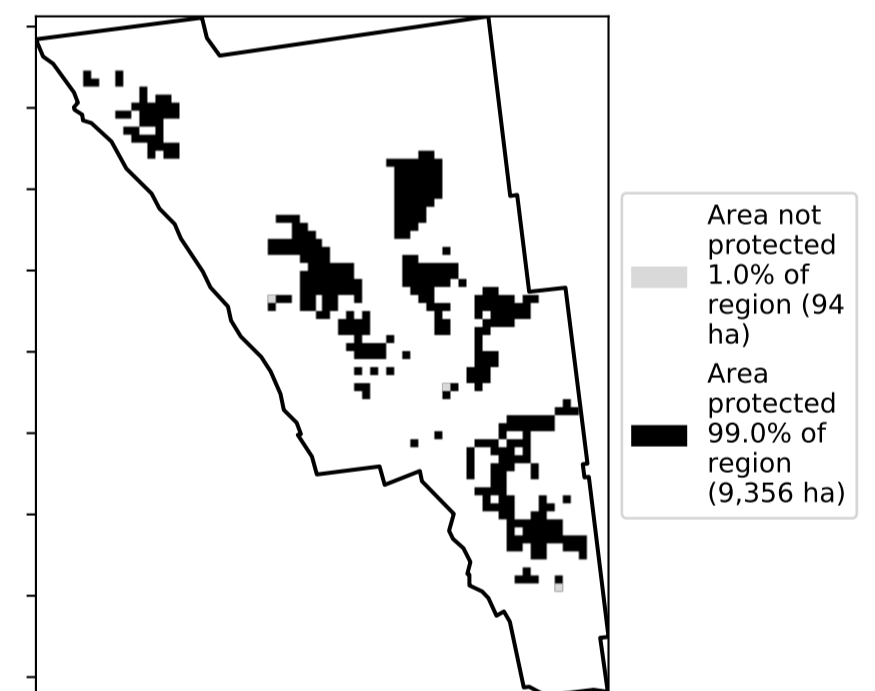 Area not
protected
1.0% of
region (94
ha)
Area
protected
99.0% of
region
(9,356 ha)